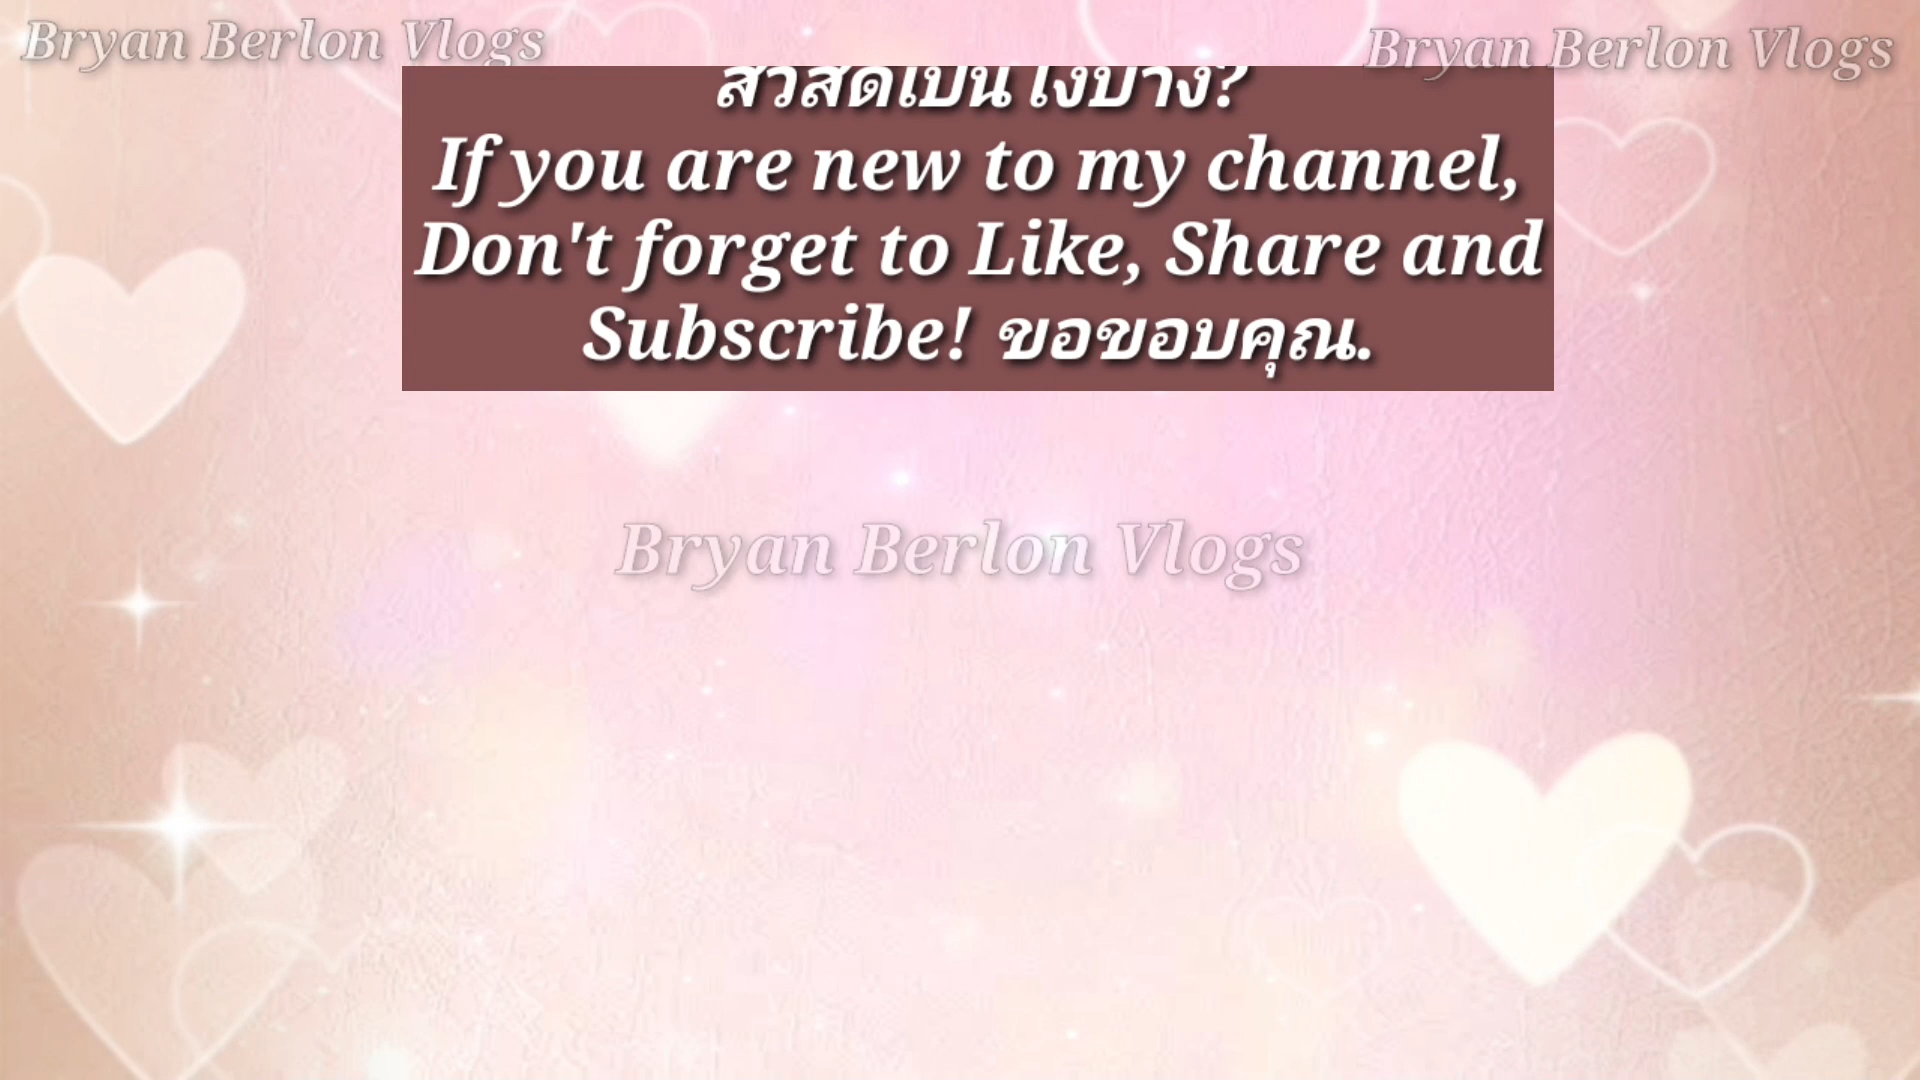 Bryan Berlon Vlogs
Bryan Berlon Vlogs
If you are new to my channel,
Don't forget to Like, Share and
Subscribe! ขอขอบคุณ.
Bryan Berlon Vlogs